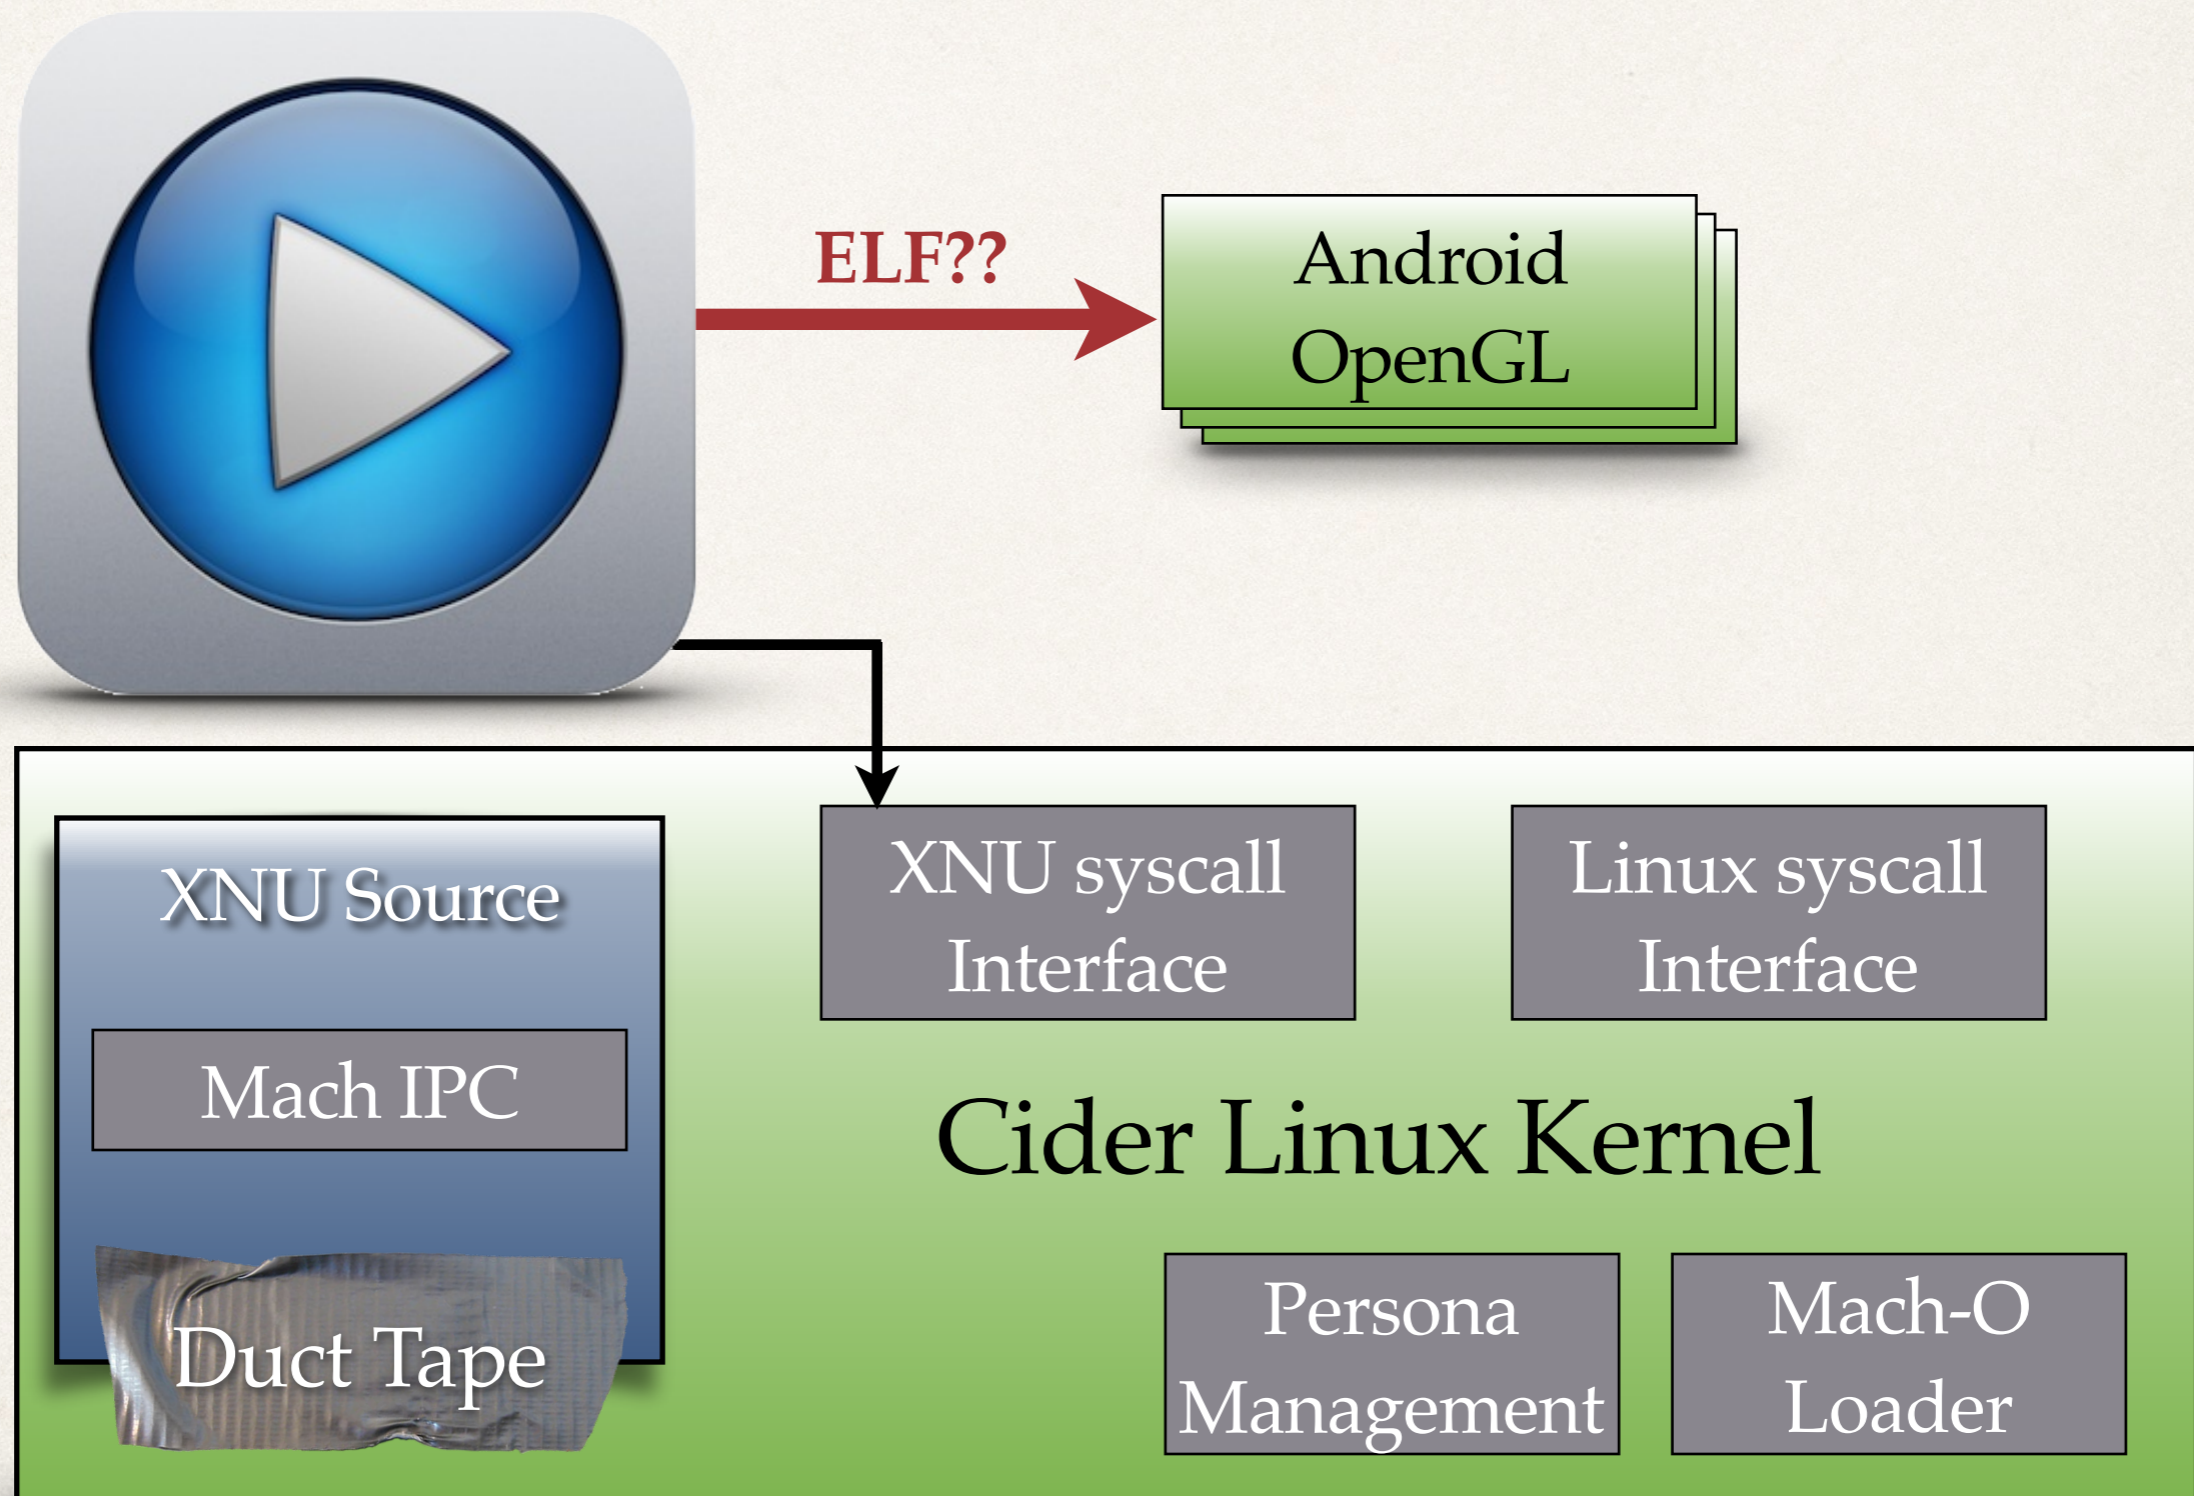 ELF??
Android
OpenGL
XNU Source
Mach IPC
Duct Tape
XNU syscall
Interface
Linux syscall
Interface
Cider Linux Kernel
Persona
Management
Mach-O
Loader